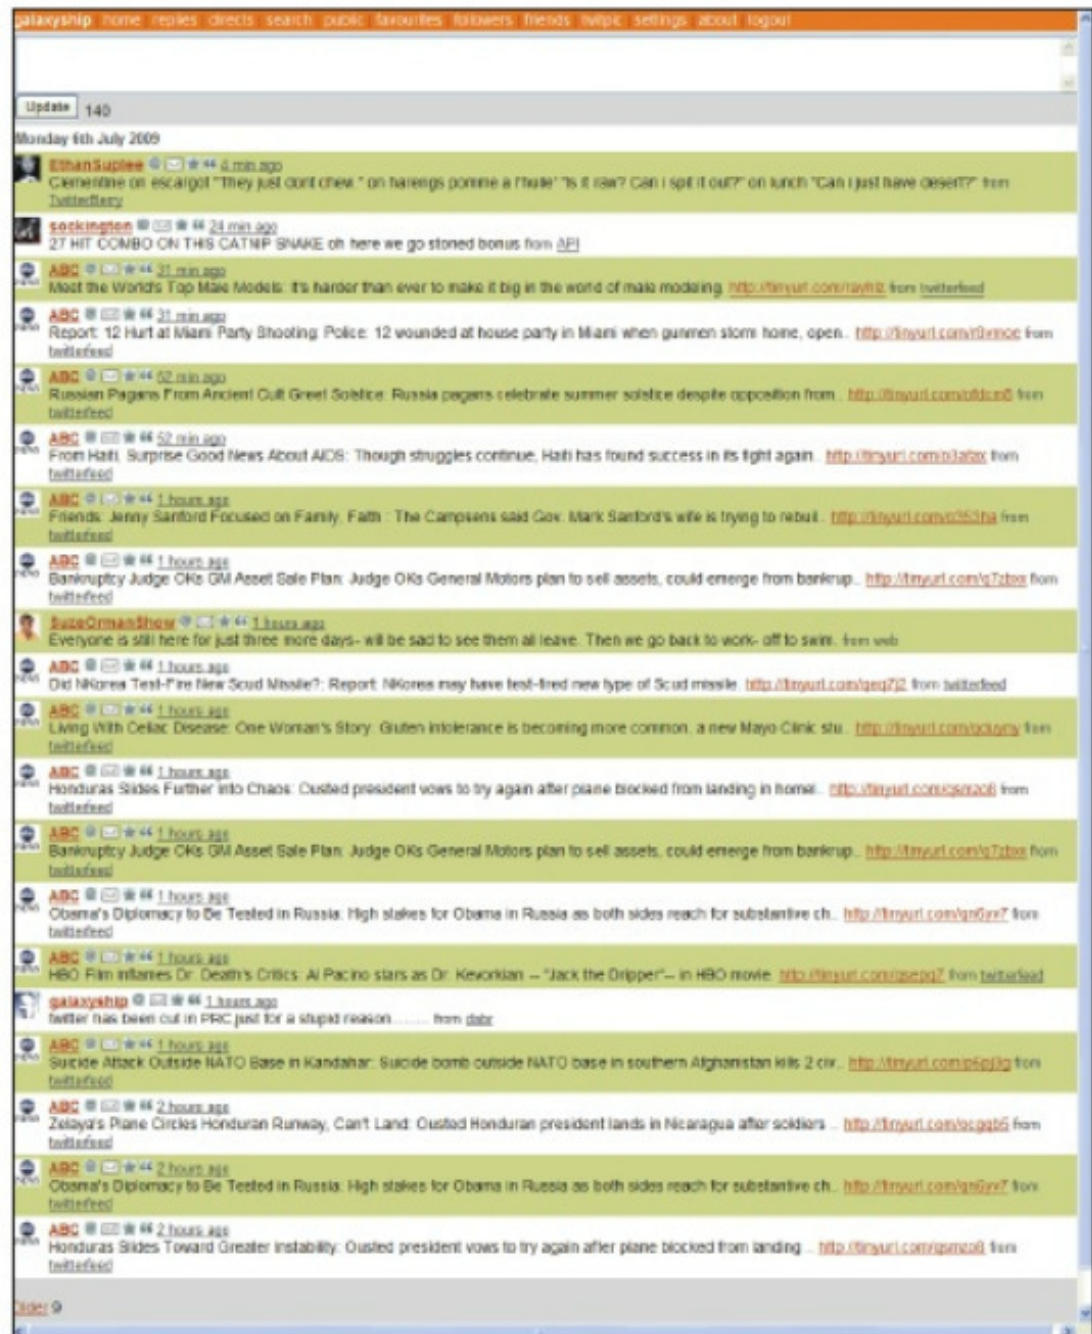 galaxyship home replies directs search public favourites followers friends twitpic settings about logout
Update 140
Monday 6th July 2009
EthanSuplee 4 min ago
Clementine on escargot "They just dont chew." on harengs pomme a l'huile' "Is it raw? Can I spit it out?" on lunch "Can I just have desert?" from
TwitterBerry
sockington 24 min ago
27 HIT COMBO ON THIS CATNIP SNAKE oh here we go stoned bonus from API
ABC 31 min ago
Meet the World's Top Male Models: It's harder than ever to make it big in the world of male modeling. from twitterfeed
ABC 31 min ago
Report: 12 Hurt at Miami Party Shooting: Police: 12 wounded at house party in Miami when gunmen storm home, open.. from
twitterfeed
ABC 52 min ago
Russian Pagans From Ancient Cult Greet Solstice: Russia pagans celebrate summer solstice despite opposition from.. from
twitterfeed
ABC 52 min ago
From Haiti, Surprise Good News About AIDS: Though struggles continue, Haiti has found success in its fight again.. from
twitterfeed
ABC 1 hours ago
Friends: Jenny Sanford Focused on Family, Faith : The Campsens said Gov. Mark Sanford's wife is trying to rebuil.. from
twitterfeed
ABC 1 hours ago
Bankruptcy Judge OKs GM Asset Sale Plan: Judge OKs General Motors plan to sell assets, could emerge from bankrup.. from
twitterfeed
SuzeOrmanShow 1 hours ago
Everyone is still here for just three more days- will be sad to see them all leave. Then we go back to work- off to swim. from web
ABC 1 hours ago
Did NKorea Test-Fire New Scud Missile?: Report: NKorea may have test-fired new type of Scud missile. from twitterfeed
ABC 1 hours ago
Living With Celiac Disease: One Woman's Story: Gluten intolerance is becoming more common, a new Mayo Clinic stu.. from
twitterfeed
ABC 1 hours ago
Honduras Slides Further into Chaos: Ousted president vows to try again after plane blocked from landing in homel.. from
twitterfeed
ABC 1 hours ago
Bankruptcy Judge OKs GM Asset Sale Plan: Judge OKs General Motors plan to sell assets, could emerge from bankrup.. from
twitterfeed
ABC 1 hours ago
Obama's Diplomacy to Be Tested in Russia: High stakes for Obama in Russia as both sides reach for substantive ch.. from
twitterfeed
ABC 1 hours ago
HBO Film Inflames Dr. Death's Critics: Al Pacino stars as Dr. Kevorkian -- "Jack the Dripper"-- in HBO movie. from twitterfeed
galaxyship 1 hours ago
twitter has been cut in PRC,just for a stupid reason......... from dabr
ABC 1 hours ago
Suicide Attack Outside NATO Base in Kandahar: Suicide bomb outside NATO base in southern Afghanistan kills 2 civ.. from
twitterfeed
ABC 2 hours ago
Zelaya's Plane Circles Honduran Runway, Can't Land: Ousted Honduran president lands in Nicaragua after soldiers .. from
twitterfeed
ABC 2 hours ago
Obama's Diplomacy to Be Tested in Russia: High stakes for Obama in Russia as both sides reach for substantive ch.. from
twitterfeed
ABC 2 hours ago
Honduras Slides Toward Greater Instability: Ousted president vows to try again after plane blocked from landing .. from
twitterfeed
Older 9